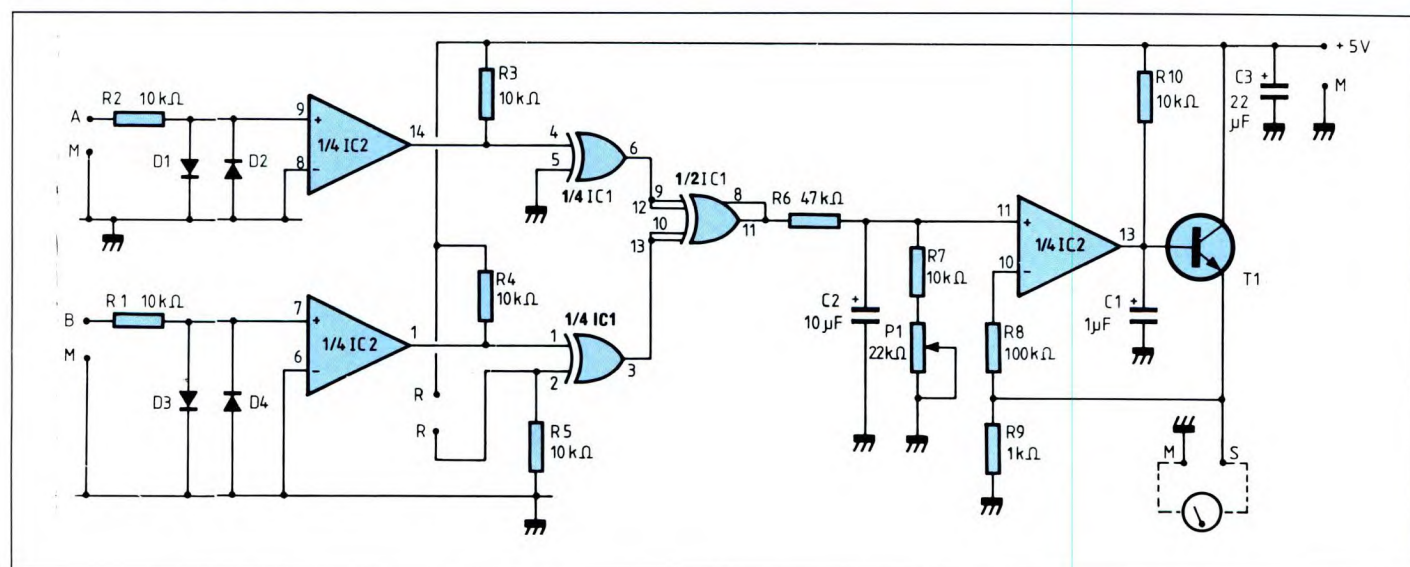 A
M
R2 10kΩ
D1
D2
9
+
8
-
1/4 IC2
14
R3
10kΩ
4
5
6
1/4 IC1
B
M
R1 10kΩ
D3
D4
7
+
6
-
1/4 IC2
1
R4
10kΩ
R
R
1/4 IC1
1
2
3
R5
10kΩ
1/2 IC1
9
12
10
13
8
11
R6 47kΩ
C2
10µF
+
R7
10kΩ
P1
22kΩ
11
+
10
-
1/4 IC2
13
R8
100kΩ
R9
1kΩ
R10
10kΩ
C1
1µF
+
T1
C3
22
µF
+
+ 5V
M
M
S